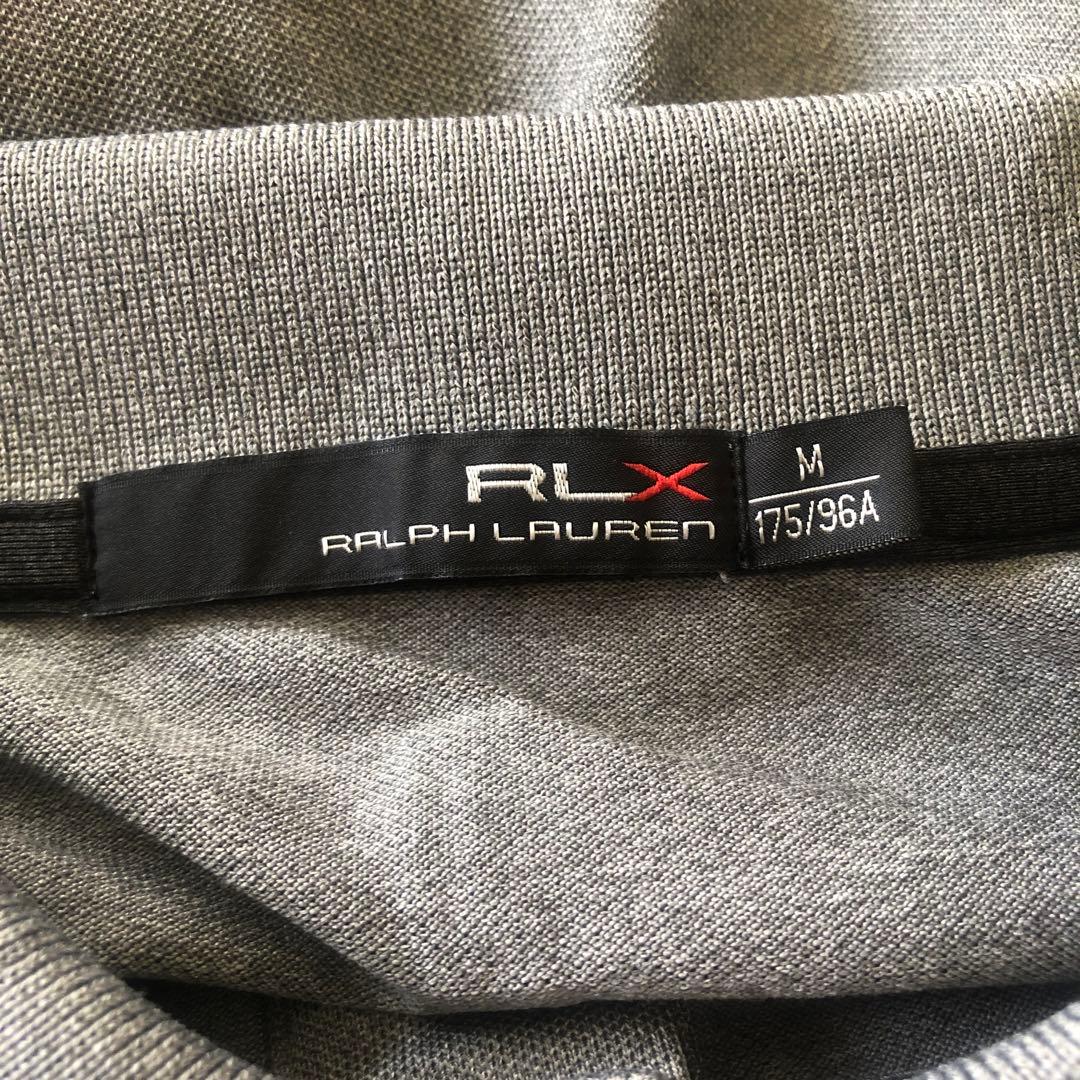 RLX
RALPH LAUREN
M
175/96A